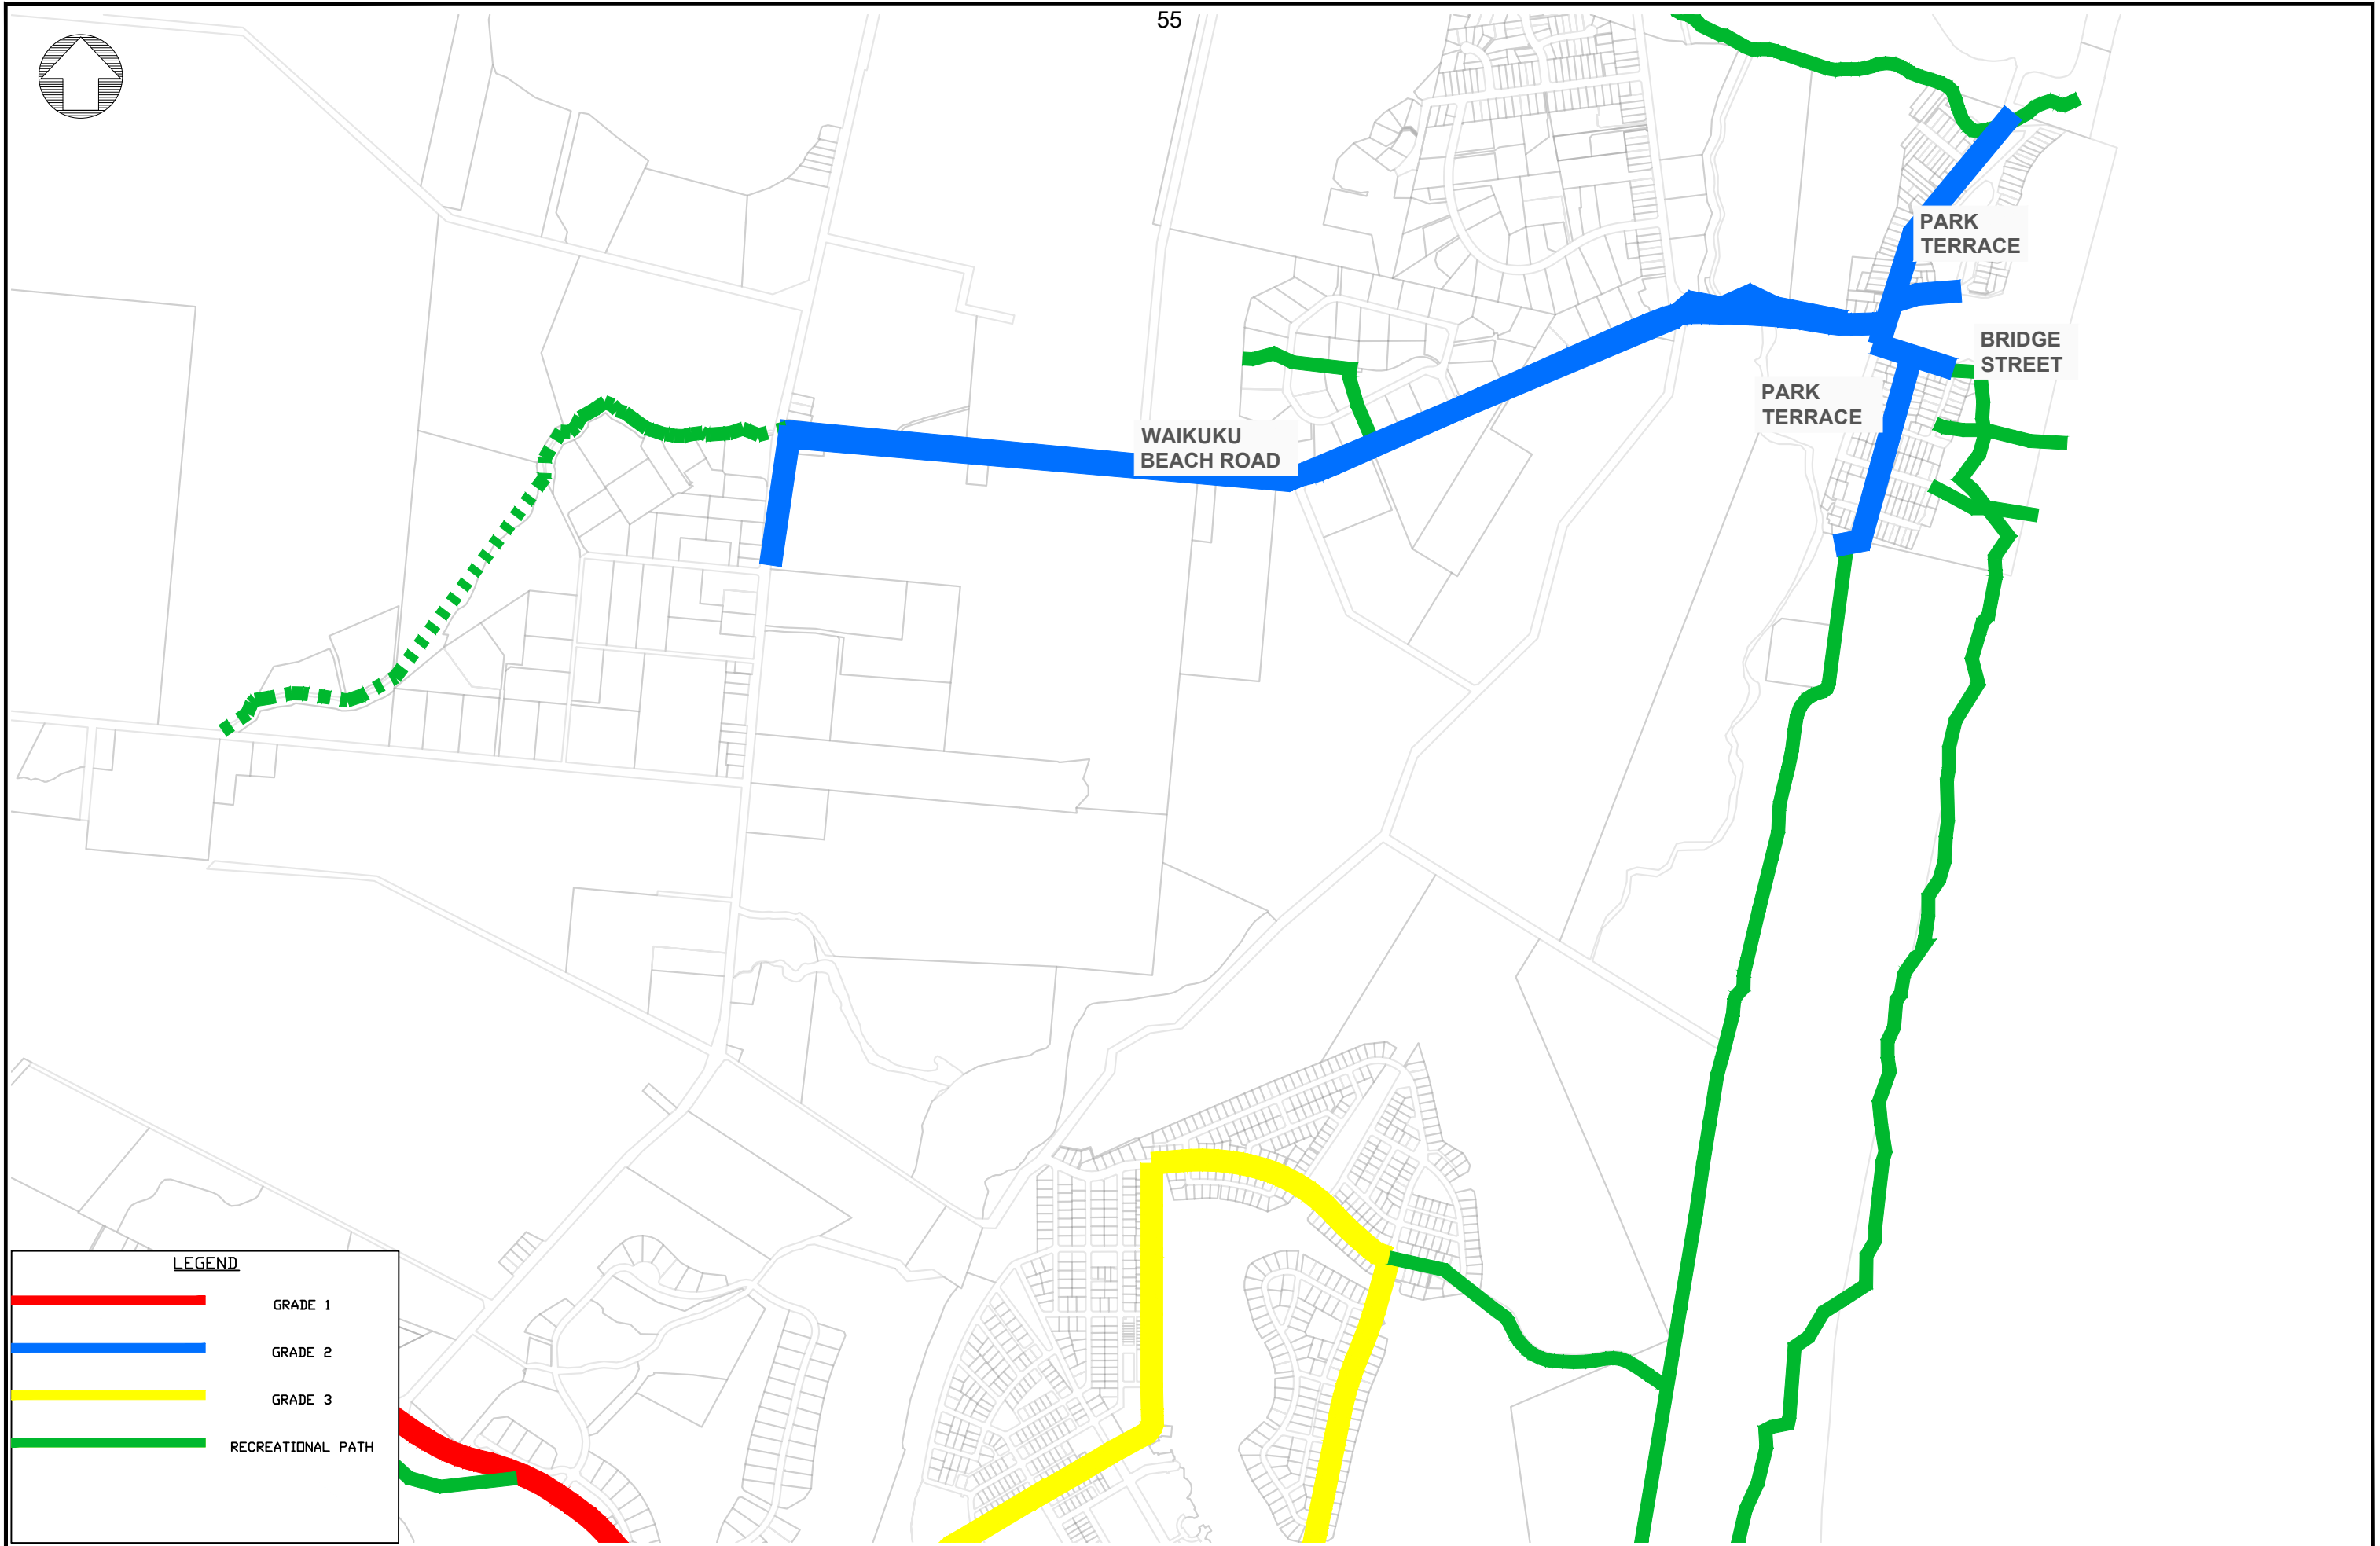 55
PARK
TERRACE
BRIDGE
STREET
PARK
TERRACE
WAIKUKU
BEACH ROAD
LEGEND
GRADE 1
GRADE 2
GRADE 3
RECREATIONAL PATH